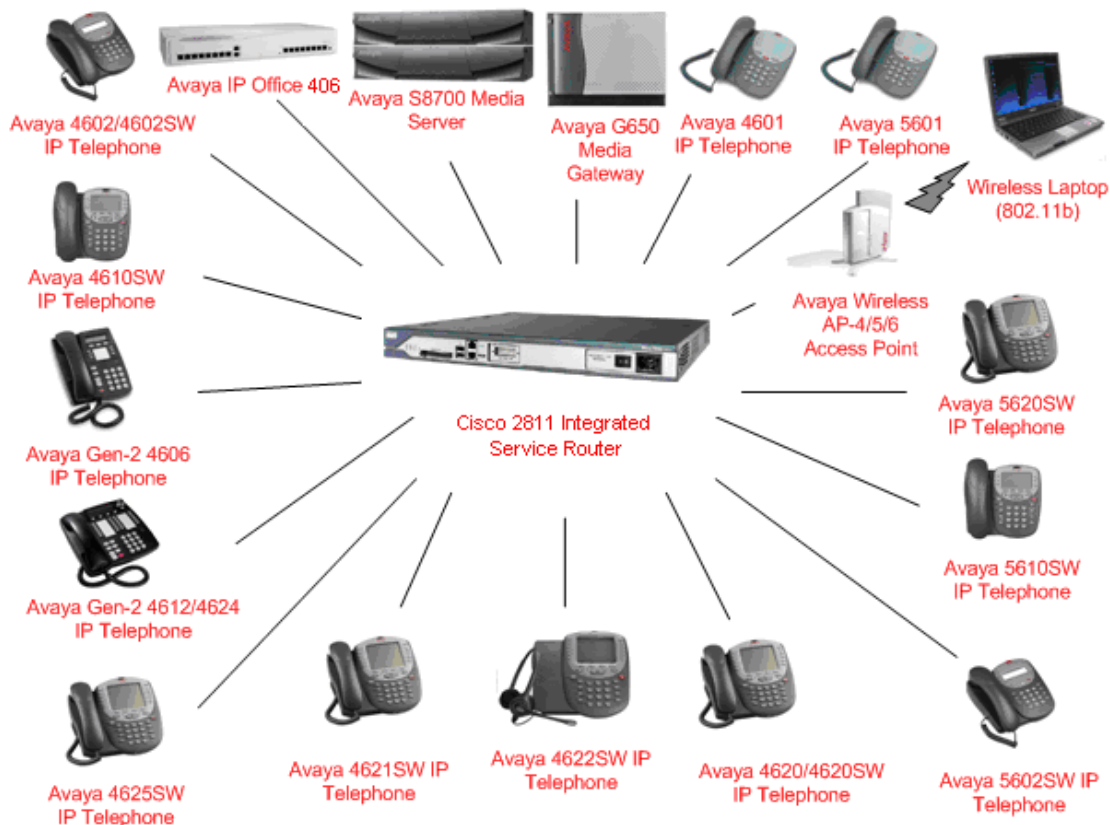 Avaya 4602/4602SW
IP Telephone
Avaya IP Office 406
Avaya S8700 Media
Server
Avaya G650
Media
Gateway
Avaya 4601
IP Telephone
Avaya 5601
IP Telephone
Wireless Laptop
(802.11b)
Avaya 4610SW
IP Telephone
Avaya Wireless
AP-4/5/6
Access Point
Avaya Gen-2 4606
IP Telephone
Cisco 2811 Integrated
Service Router
Avaya 5620SW
IP Telephone
Avaya Gen-2 4612/4624
IP Telephone
Avaya 5610SW
IP Telephone
Avaya 4625SW
IP Telephone
Avaya 4621SW IP
Telephone
Avaya 4622SW IP
Telephone
Avaya 4620/4620SW
IP Telephone
Avaya 5602SW IP
Telephone